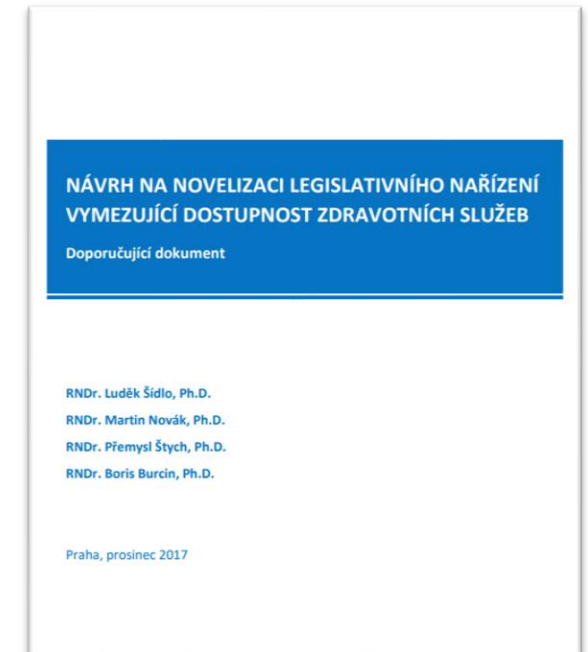 NÁVRH NA NOVELIZACI LEGISLATIVNÍHO NAŘÍZENÍ
VYMEZUJÍCÍ DOSTUPNOST ZDRAVOTNÍCH SLUŽEB
Doporučující dokument
RNDr. Luděk Šídlo, Ph.D.
RNDr. Martin Novák, Ph.D.
RNDr. Přemysl Štych, Ph.D.
RNDr. Boris Burcin, Ph.D.
Praha, prosinec 2017